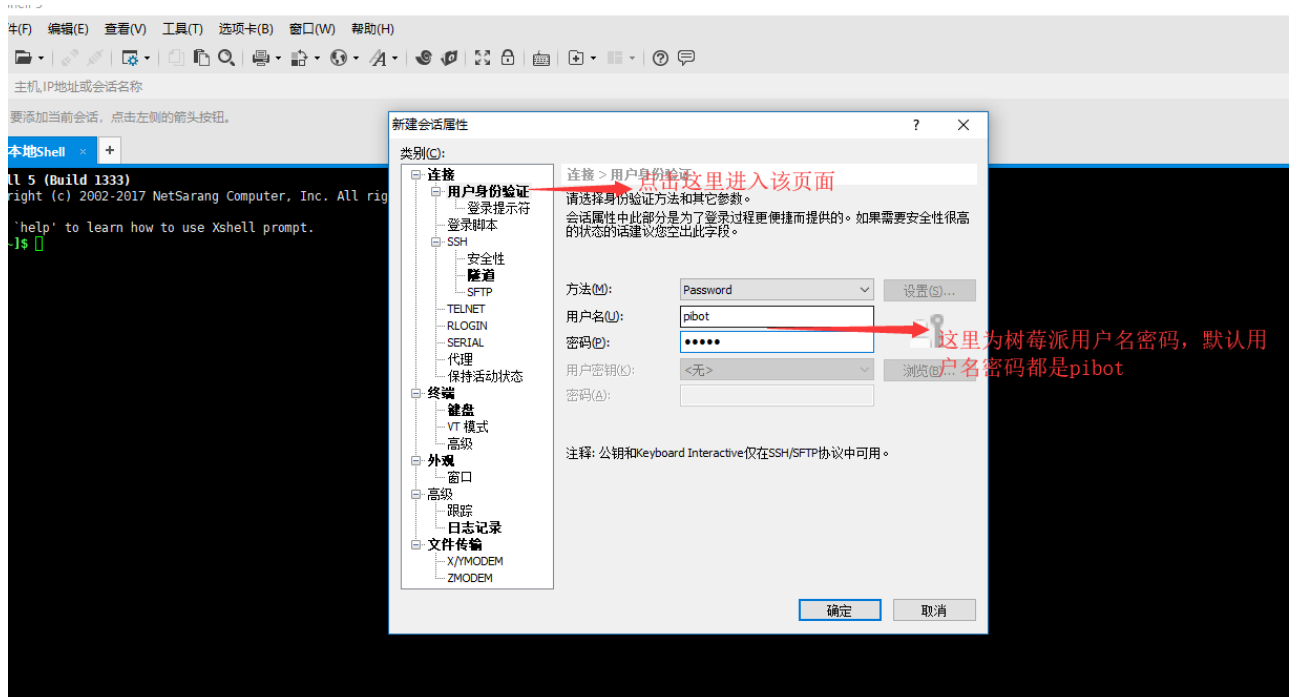 件(F) 编辑(E) 查看(V) 工具(T) 选项卡(B) 窗口(W) 帮助(H)
主机,IP地址或会话名称
要添加当前会话，点击左侧的箭头按钮。
本地Shell × +
ll 5 (Build 1333)
right (c) 2002-2017 NetSarang Computer, Inc. All rig
`help' to learn how to use Xshell prompt.
~]$
新建会话属性 ? ×
类别(C):
连接
用户身份验证
登录提示符
登录脚本
SSH
安全性
隧道
SFTP
TELNET
RLOGIN
SERIAL
代理
保持活动状态
终端
键盘
VT 模式
高级
外观
窗口
高级
跟踪
日志记录
文件传输
X/YMODEM
ZMODEM
连接 > 用户身份验证
点击这里进入该页面
请选择身份验证方法和其它参数。
会话属性中此部分是为了登录过程更便捷而提供的。如果需要安全性很高
的状态的话建议您空出此字段。
方法(M): Password 设置(S)...
用户名(U): pibot
密码(P): •••••
用户密钥(K): <无> 浏览(B)...
密码(A):
这里为树莓派用户名密码，默认用
户名密码都是pibot
注释: 公钥和Keyboard Interactive仅在SSH/SFTP协议中可用。
确定 取消